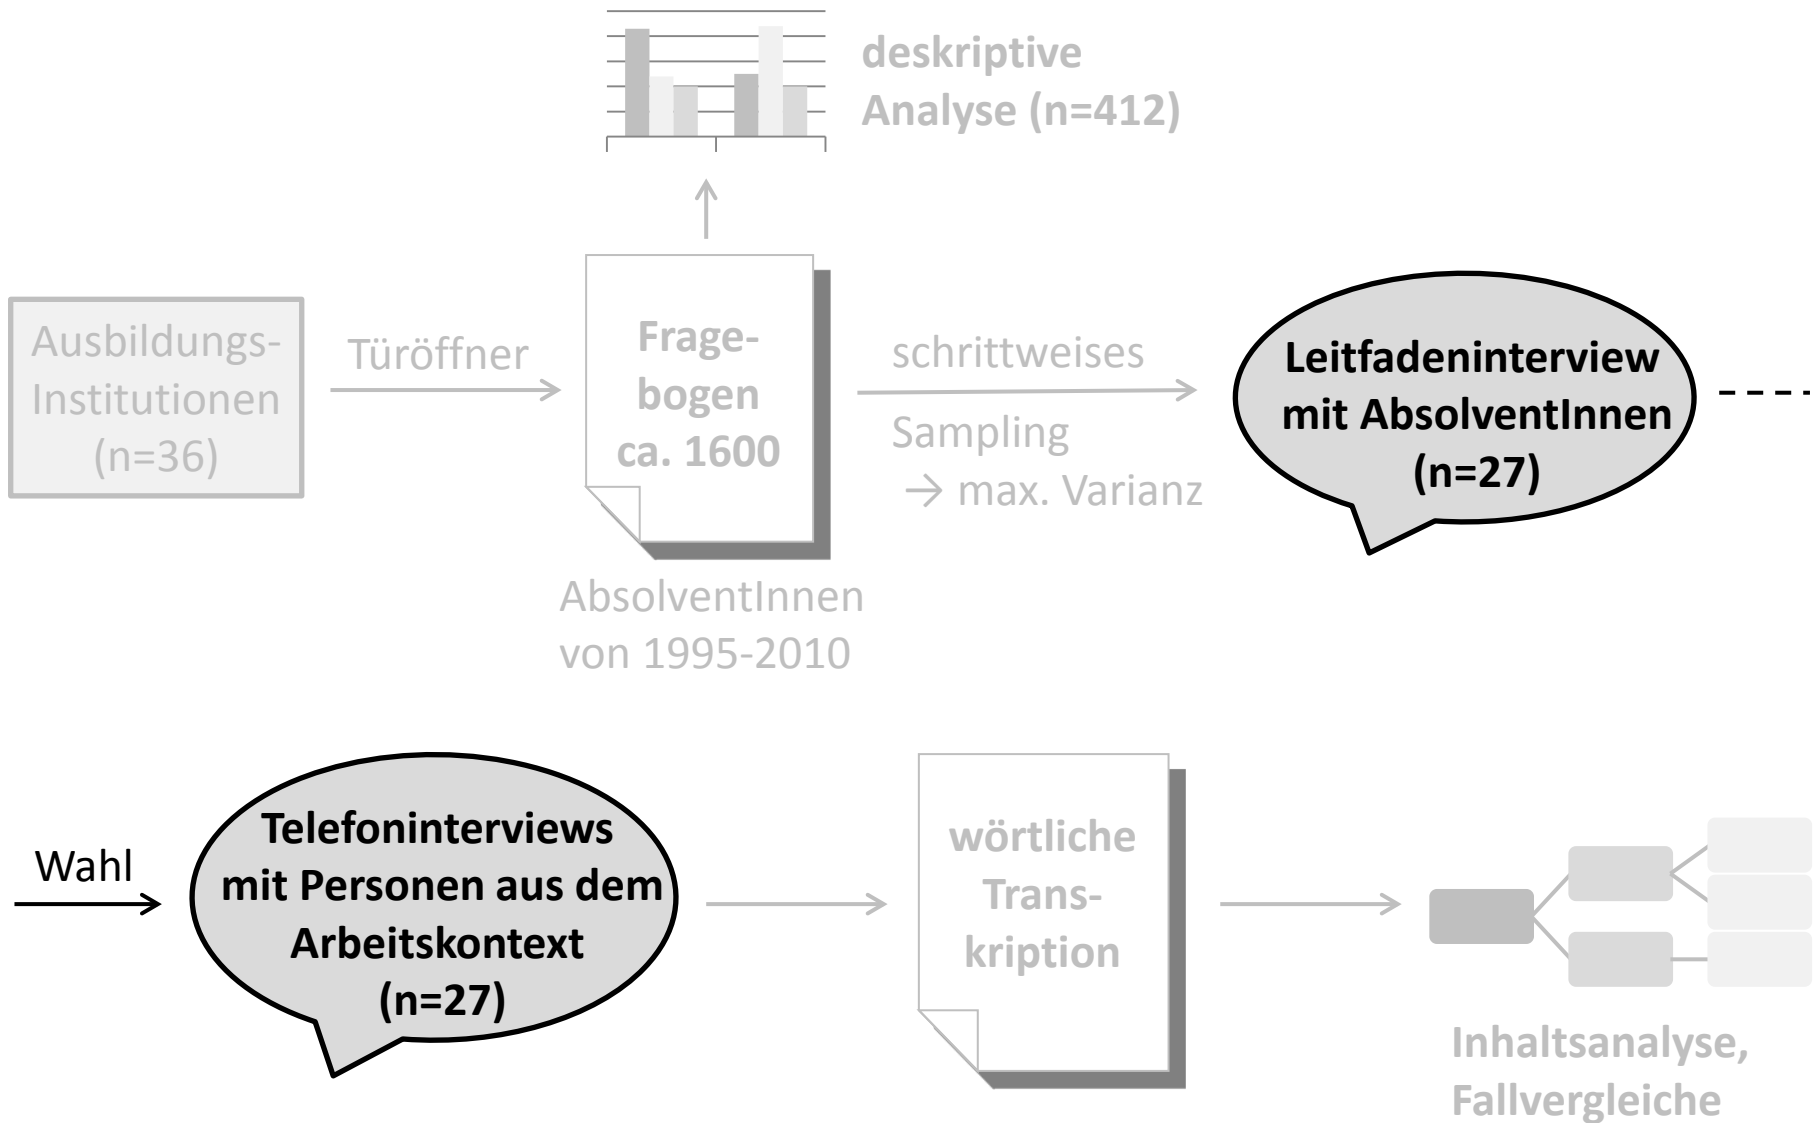 deskriptive
Analyse (n=412)
Ausbildungs-
Institutionen
(n=36)
Türöffner
Frage-
bogen
ca. 1600
AbsolventInnen
von 1995-2010
schrittweises
Sampling
→ max. Varianz
Leitfadeninterview
mit AbsolventInnen
(n=27)
Wahl
Telefoninterviews
mit Personen aus dem
Arbeitskontext
(n=27)
wörtliche
Trans-
kription
Inhaltsanalyse,
Fallvergleiche